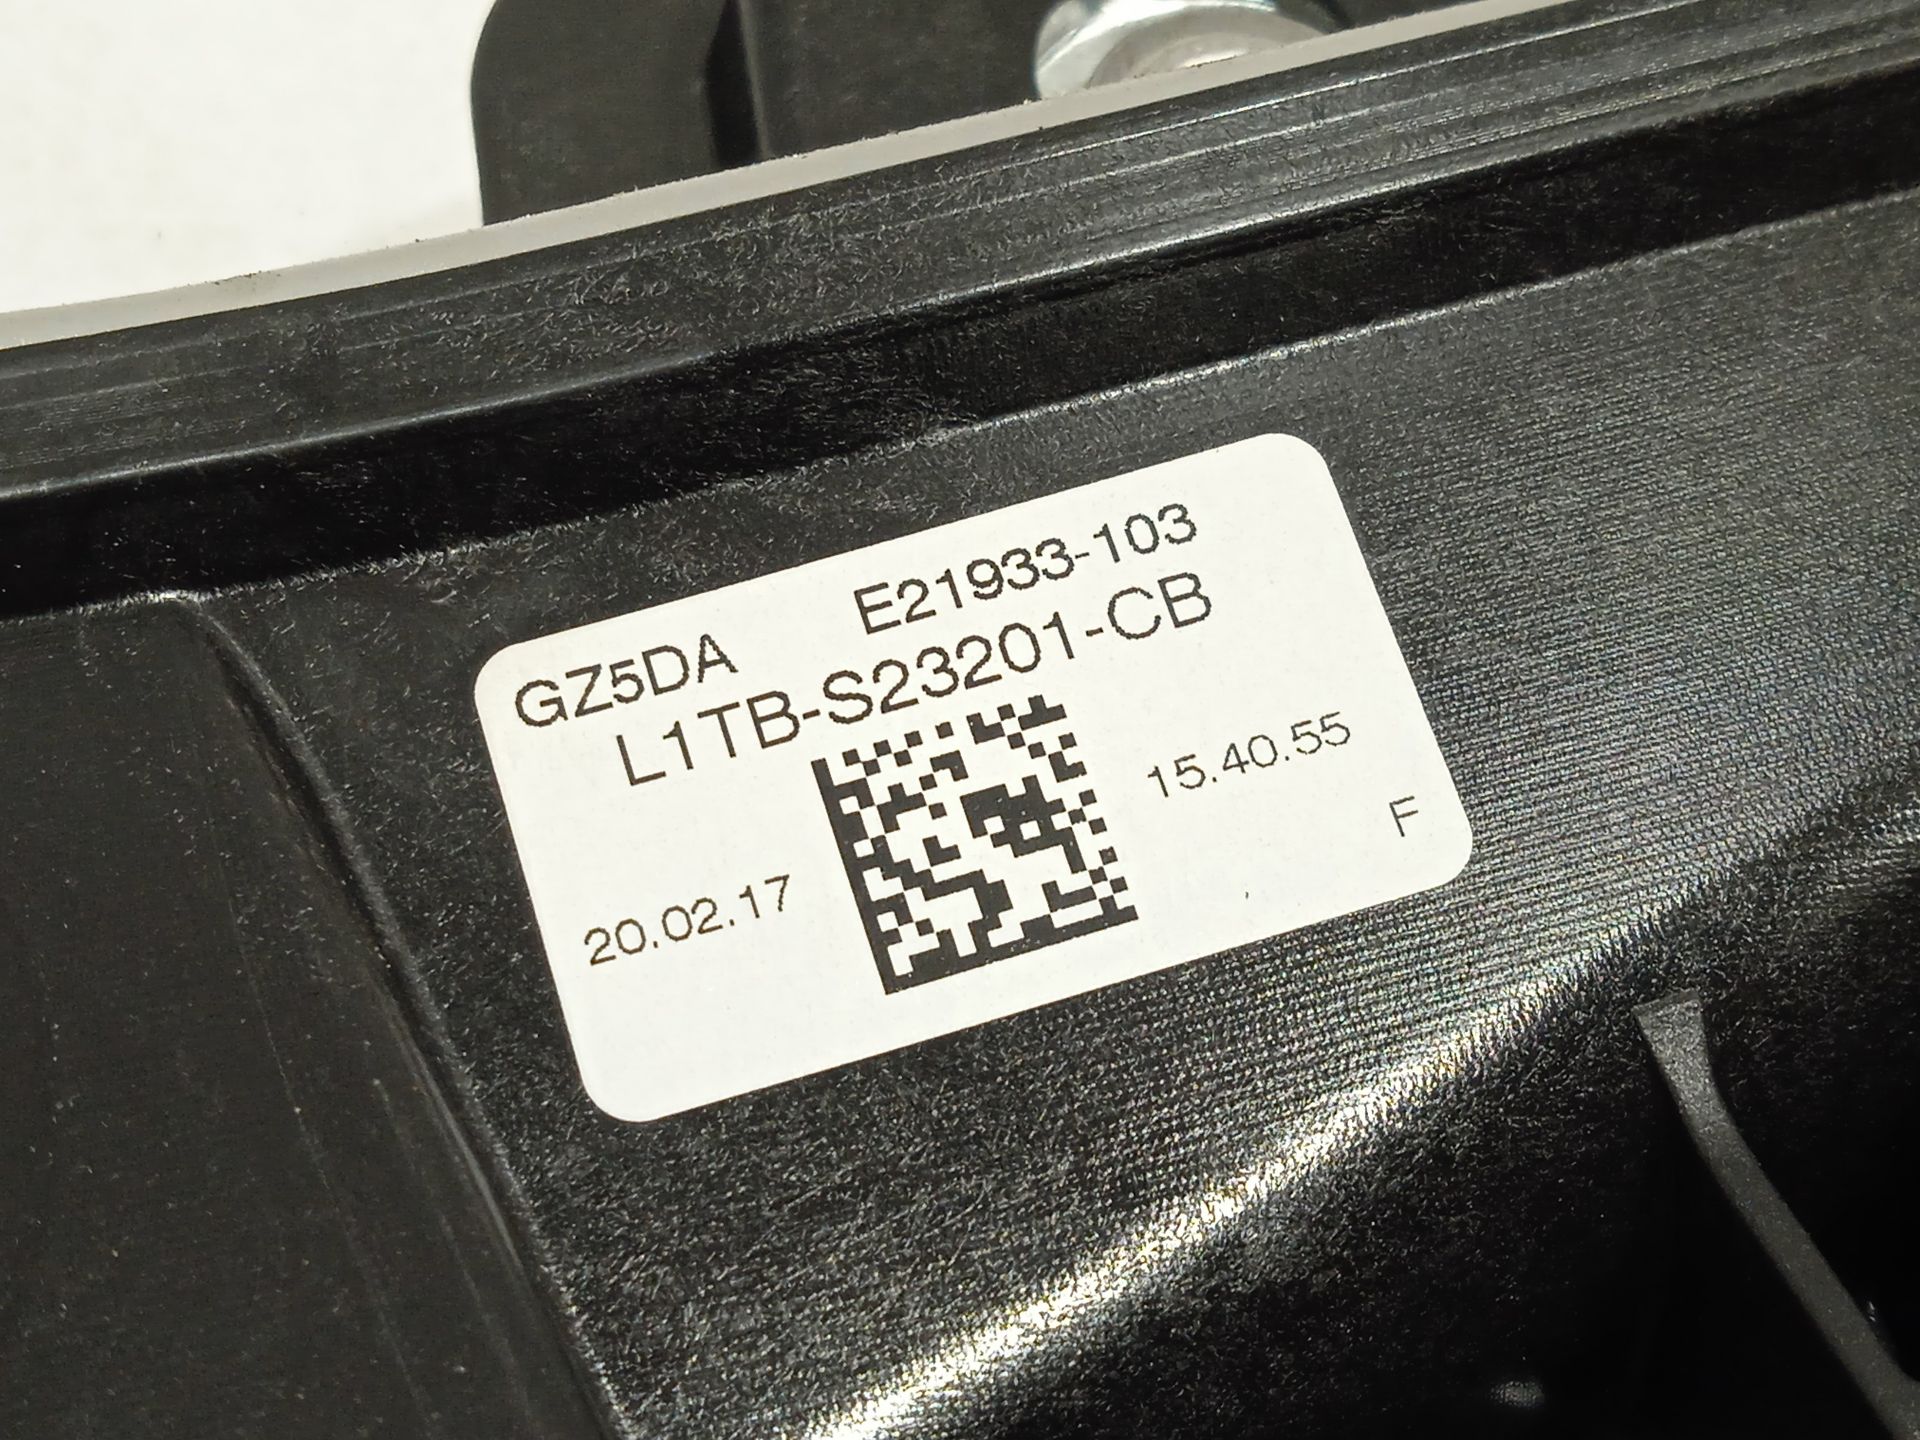 GZ5DA E21933-103
L1TB-S23201-CB
20.02.17 15.40.55
F